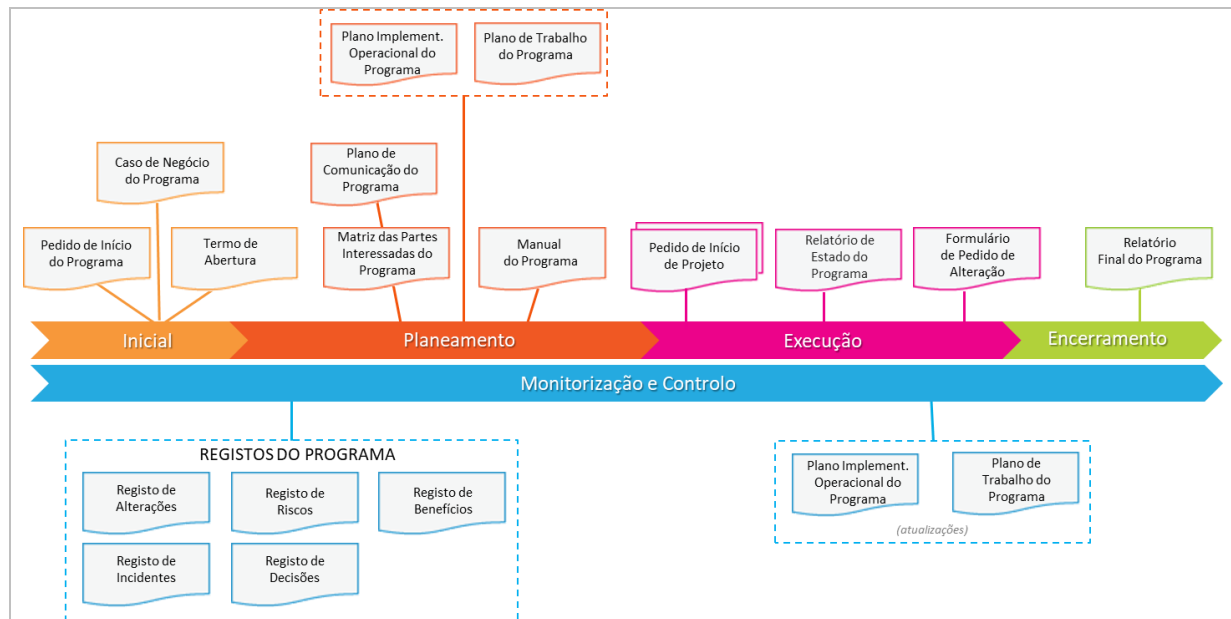 Plano Implement.
Operacional do
Programa
Plano de Trabalho
do Programa
Caso de Negócio
do Programa
Plano de
Comunicação do
Programa
Pedido de Início
do Programa
Termo de
Abertura
Matriz das Partes
Interessadas do
Programa
Manual
do Programa
Pedido de Início
de Projeto
Relatório de
Estado do
Programa
Formulário
de Pedido de
Alteração
Relatório
Final do Programa
Inicial
Planeamento
Execução
Encerramento
Monitorização e Controlo
REGISTOS DO PROGRAMA
Registo de
Alterações
Registo de
Riscos
Registo de
Benefícios
Registo de
Incidentes
Registo de
Decisões
Plano Implement.
Operacional do
Programa
Plano de
Trabalho do
Programa
(atualizações)